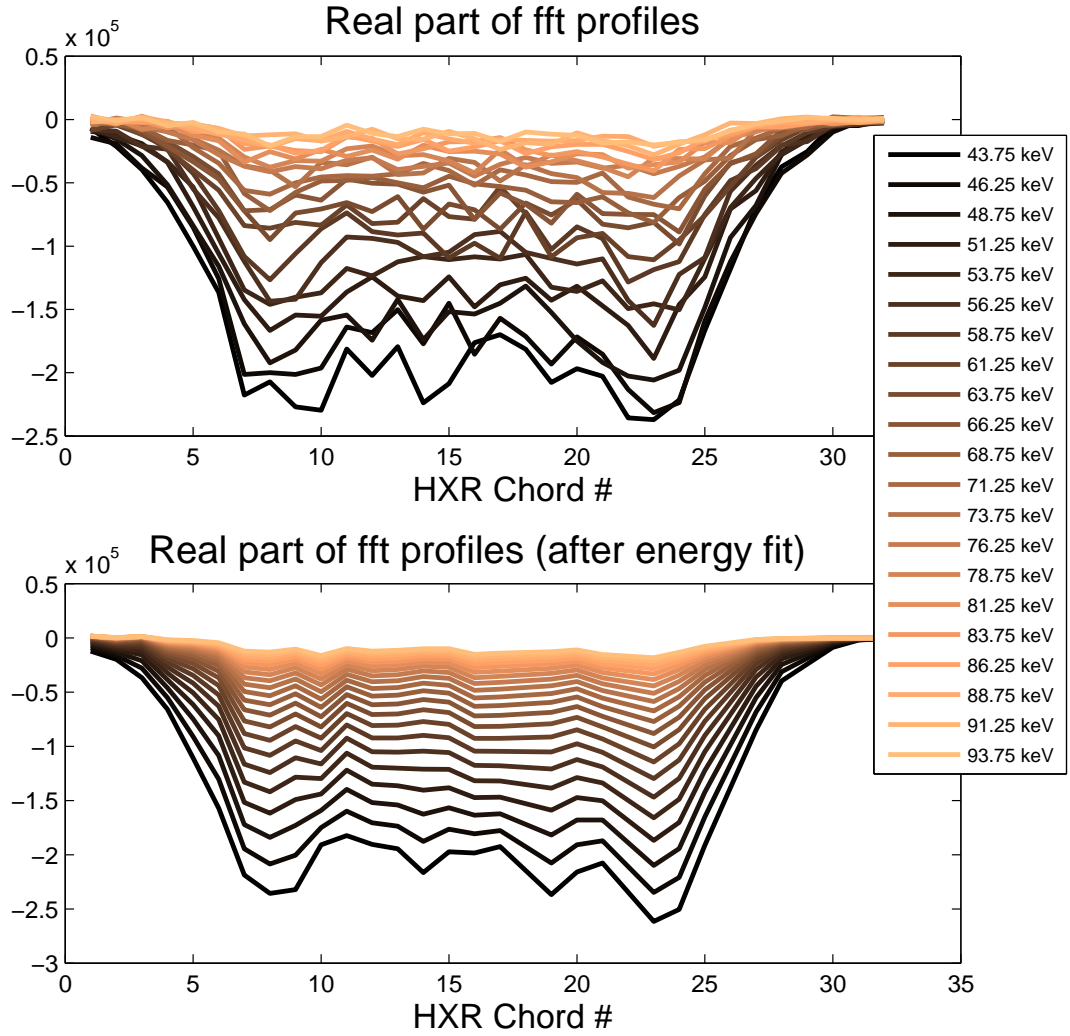 Real part of fft profiles
x 10^5
0.5
0
−0.5
−1
−1.5
−2
−2.5
0 5 10 15 20 25 30
HXR Chord #
43.75 keV
46.25 keV
48.75 keV
51.25 keV
53.75 keV
56.25 keV
58.75 keV
61.25 keV
63.75 keV
66.25 keV
68.75 keV
71.25 keV
73.75 keV
76.25 keV
78.75 keV
81.25 keV
83.75 keV
86.25 keV
88.75 keV
91.25 keV
93.75 keV
Real part of fft profiles (after energy fit)
x 10^5
0.5
0
−0.5
−1
−1.5
−2
−2.5
−3
0 5 10 15 20 25 30 35
HXR Chord #